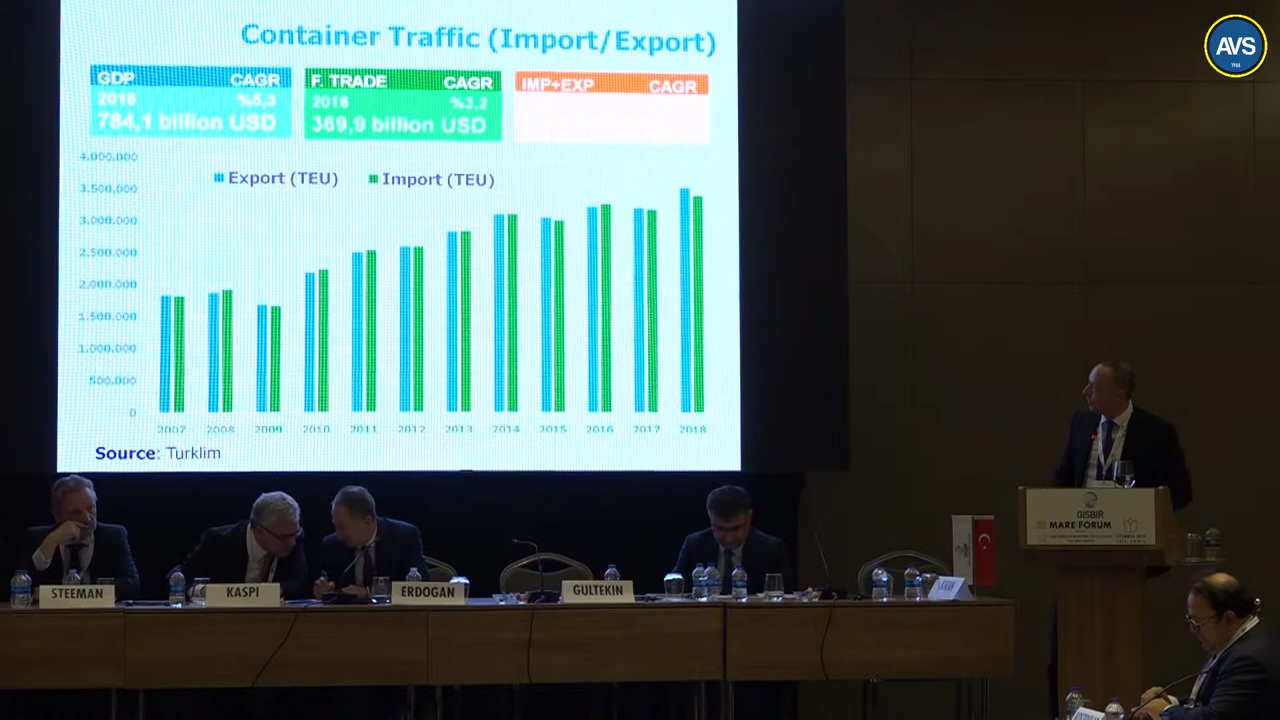 AVS
Container Traffic (Import/Export)
GDP CAGR
2018 %5,3
784,1 billion USD
F. TRADE CAGR
2018 %3,2
369,9 billion USD
IMP+EXP CAGR
Export (TEU) Import (TEU)
4.000.000
3.500.000
3.000.000
2.500.000
2.000.000
1.500.000
1.000.000
500.000
0
2007 2008 2009 2010 2011 2012 2013 2014 2015 2016 2017 2018
Source: Turklim
GISBIR
MARE FORUM
STEEMAN
KASPI
ERDOGAN
GULTEKIN